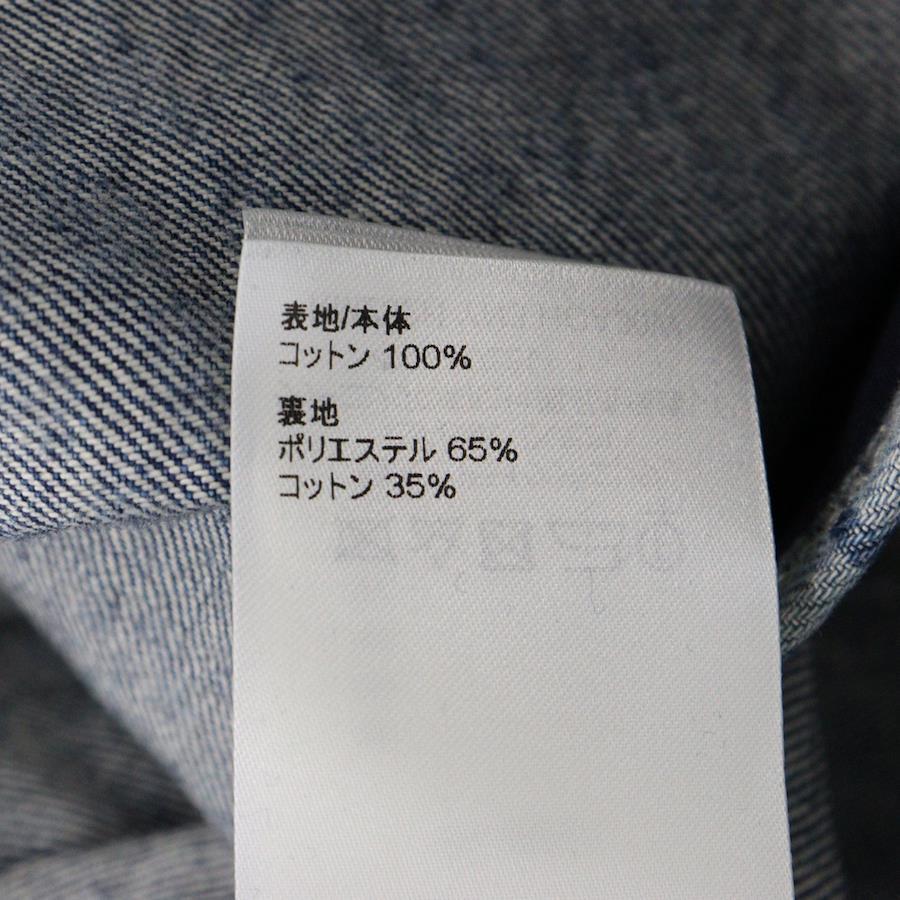 表地/本体
コットン 100%
裏地
ポリエステル 65%
コットン 35%